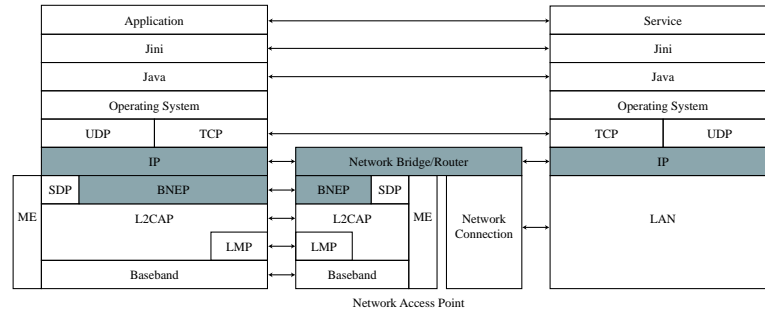 Application Service
Jini Jini
Java Java
Operating System Operating System
UDP TCP TCP UDP
IP Network Bridge/Router IP
ME SDP BNEP BNEP SDP ME
L2CAP L2CAP Network Connection LAN
LMP LMP
Baseband Baseband
Network Access Point